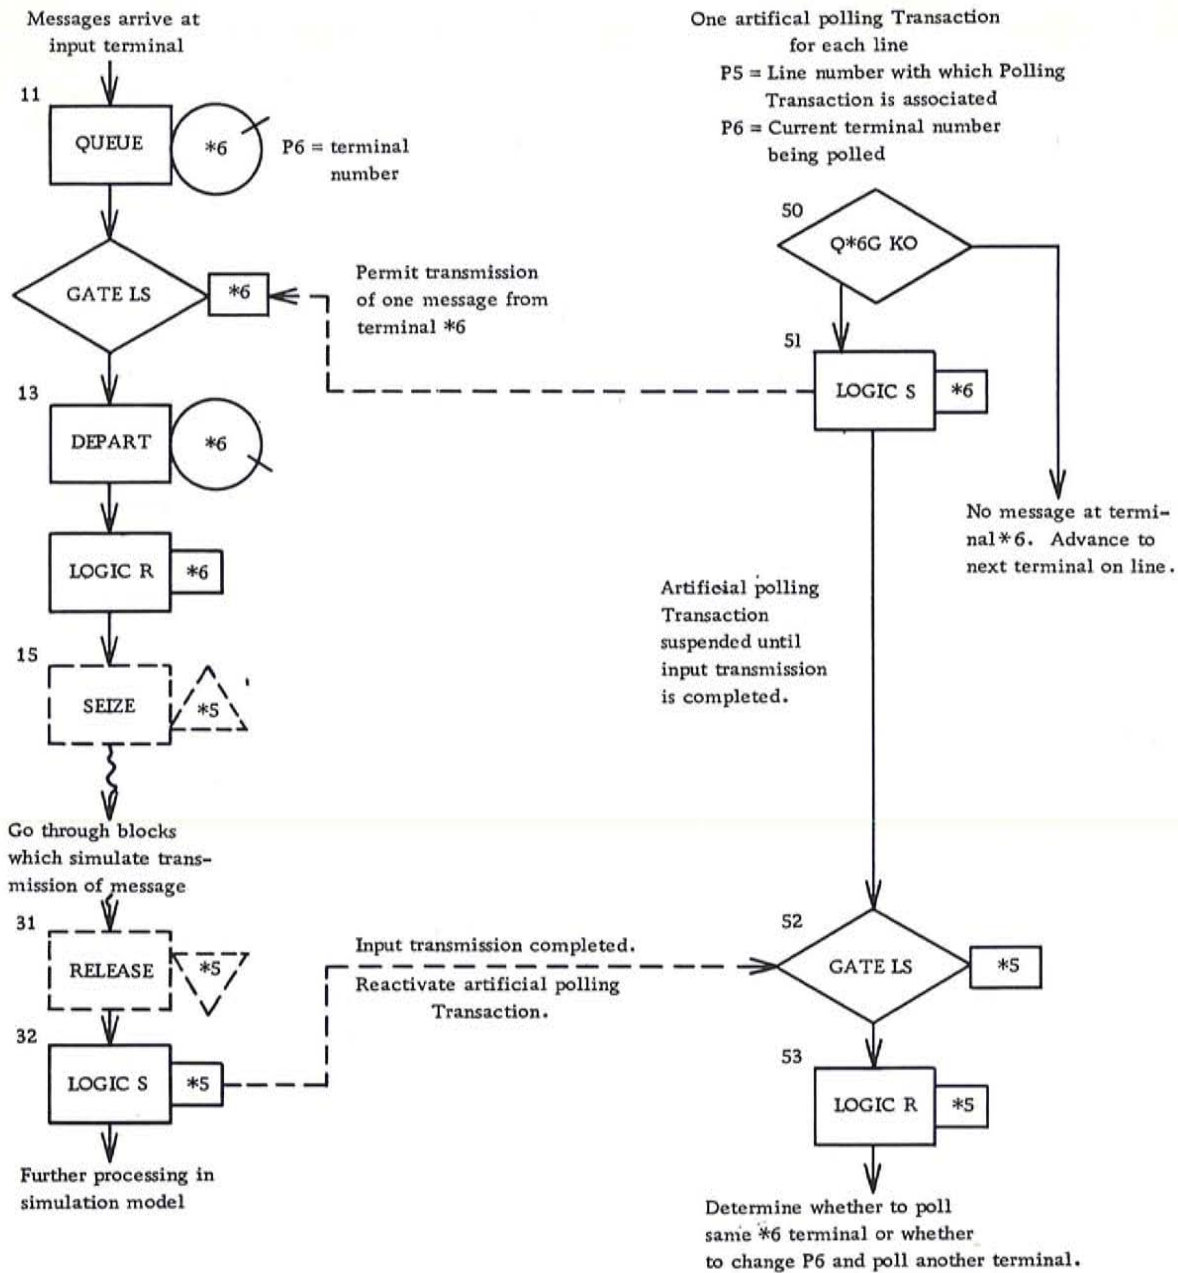 Messages arrive at
input terminal
11
QUEUE
*6
P6 = terminal
number
GATE LS
*6
Permit transmission
of one message from
terminal *6
13
DEPART
*6
LOGIC R
*6
15
SEIZE
*5
Go through blocks
which simulate trans-
mission of message
31
RELEASE
*5
Input transmission completed.
Reactivate artificial polling
Transaction.
32
LOGIC S
*5
Further processing in
simulation model
One artifical polling Transaction
for each line
P5 = Line number with which Polling
Transaction is associated
P6 = Current terminal number
being polled
50
Q*6G KO
51
LOGIC S
*6
No message at termi-
nal*6. Advance to
next terminal on line.
Artificial polling
Transaction
suspended until
input transmission
is completed.
52
GATE LS
*5
53
LOGIC R
*5
Determine whether to poll
same *6 terminal or whether
to change P6 and poll another terminal.